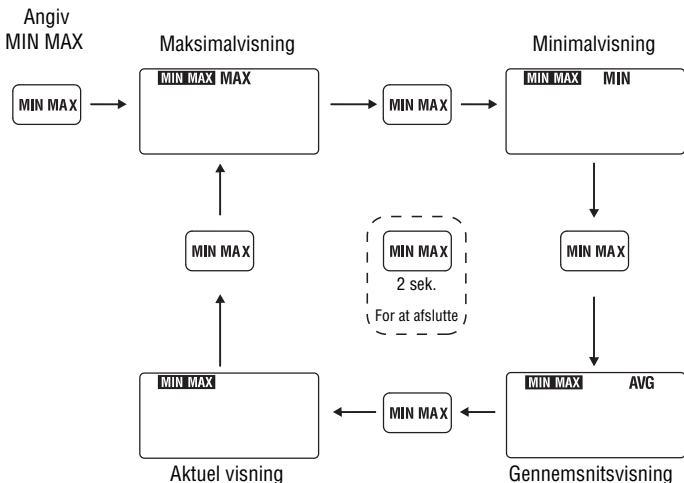 Angiv
MIN MAX
Maksimalvisning
Minimalvisning
MIN MAX
MIN MAX MAX
MIN MAX
MIN MAX MIN
MIN MAX
MIN MAX
2 sek.
For at afslutte
MIN MAX
MIN MAX
MIN MAX
MIN MAX AVG
Aktuel visning
Gennemsnitsvisning